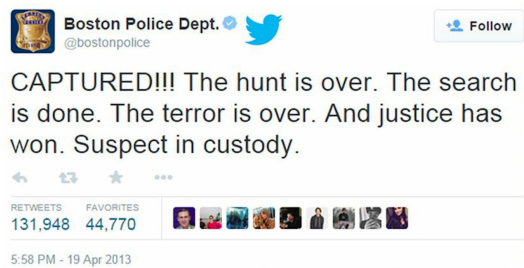 Boston Police Dept.
@bostonpolice
Follow
CAPTURED!!! The hunt is over. The search
is done. The terror is over. And justice has
won. Suspect in custody.
RETWEETS FAVORITES
131,948 44,770
5:58 PM - 19 Apr 2013